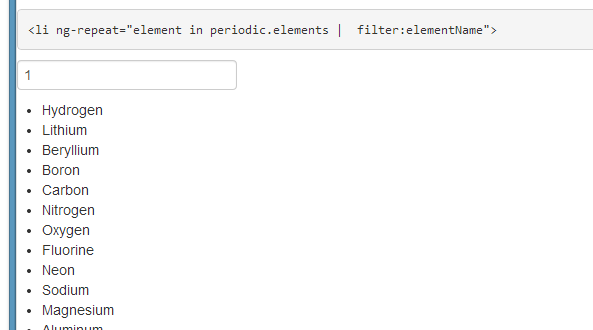 <li ng-repeat="element in periodic.elements |  filter:elementName">
1
Hydrogen
Lithium
Beryllium
Boron
Carbon
Nitrogen
Oxygen
Fluorine
Neon
Sodium
Magnesium
Aluminum